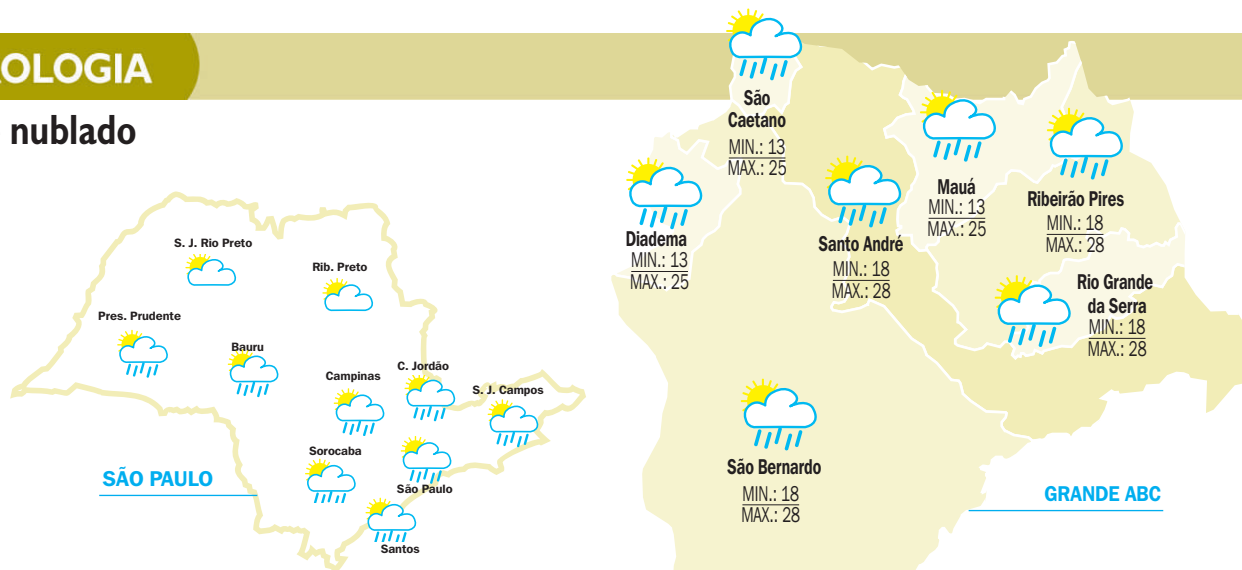 OLOGIA
nublado
S. J. Rio Preto
Rib. Preto
Pres. Prudente
Bauru
Campinas
C. Jordão
S. J. Campos
Sorocaba
São Paulo
Santos
SÃO PAULO
São
Caetano
MIN.: 13
MAX.: 25
Diadema
MIN.: 13
MAX.: 25
Santo André
MIN.: 18
MAX.: 28
Mauá
MIN.: 13
MAX.: 25
Ribeirão Pires
MIN.: 18
MAX.: 28
Rio Grande
da Serra
MIN.: 18
MAX.: 28
São Bernardo
MIN.: 18
MAX.: 28
GRANDE ABC